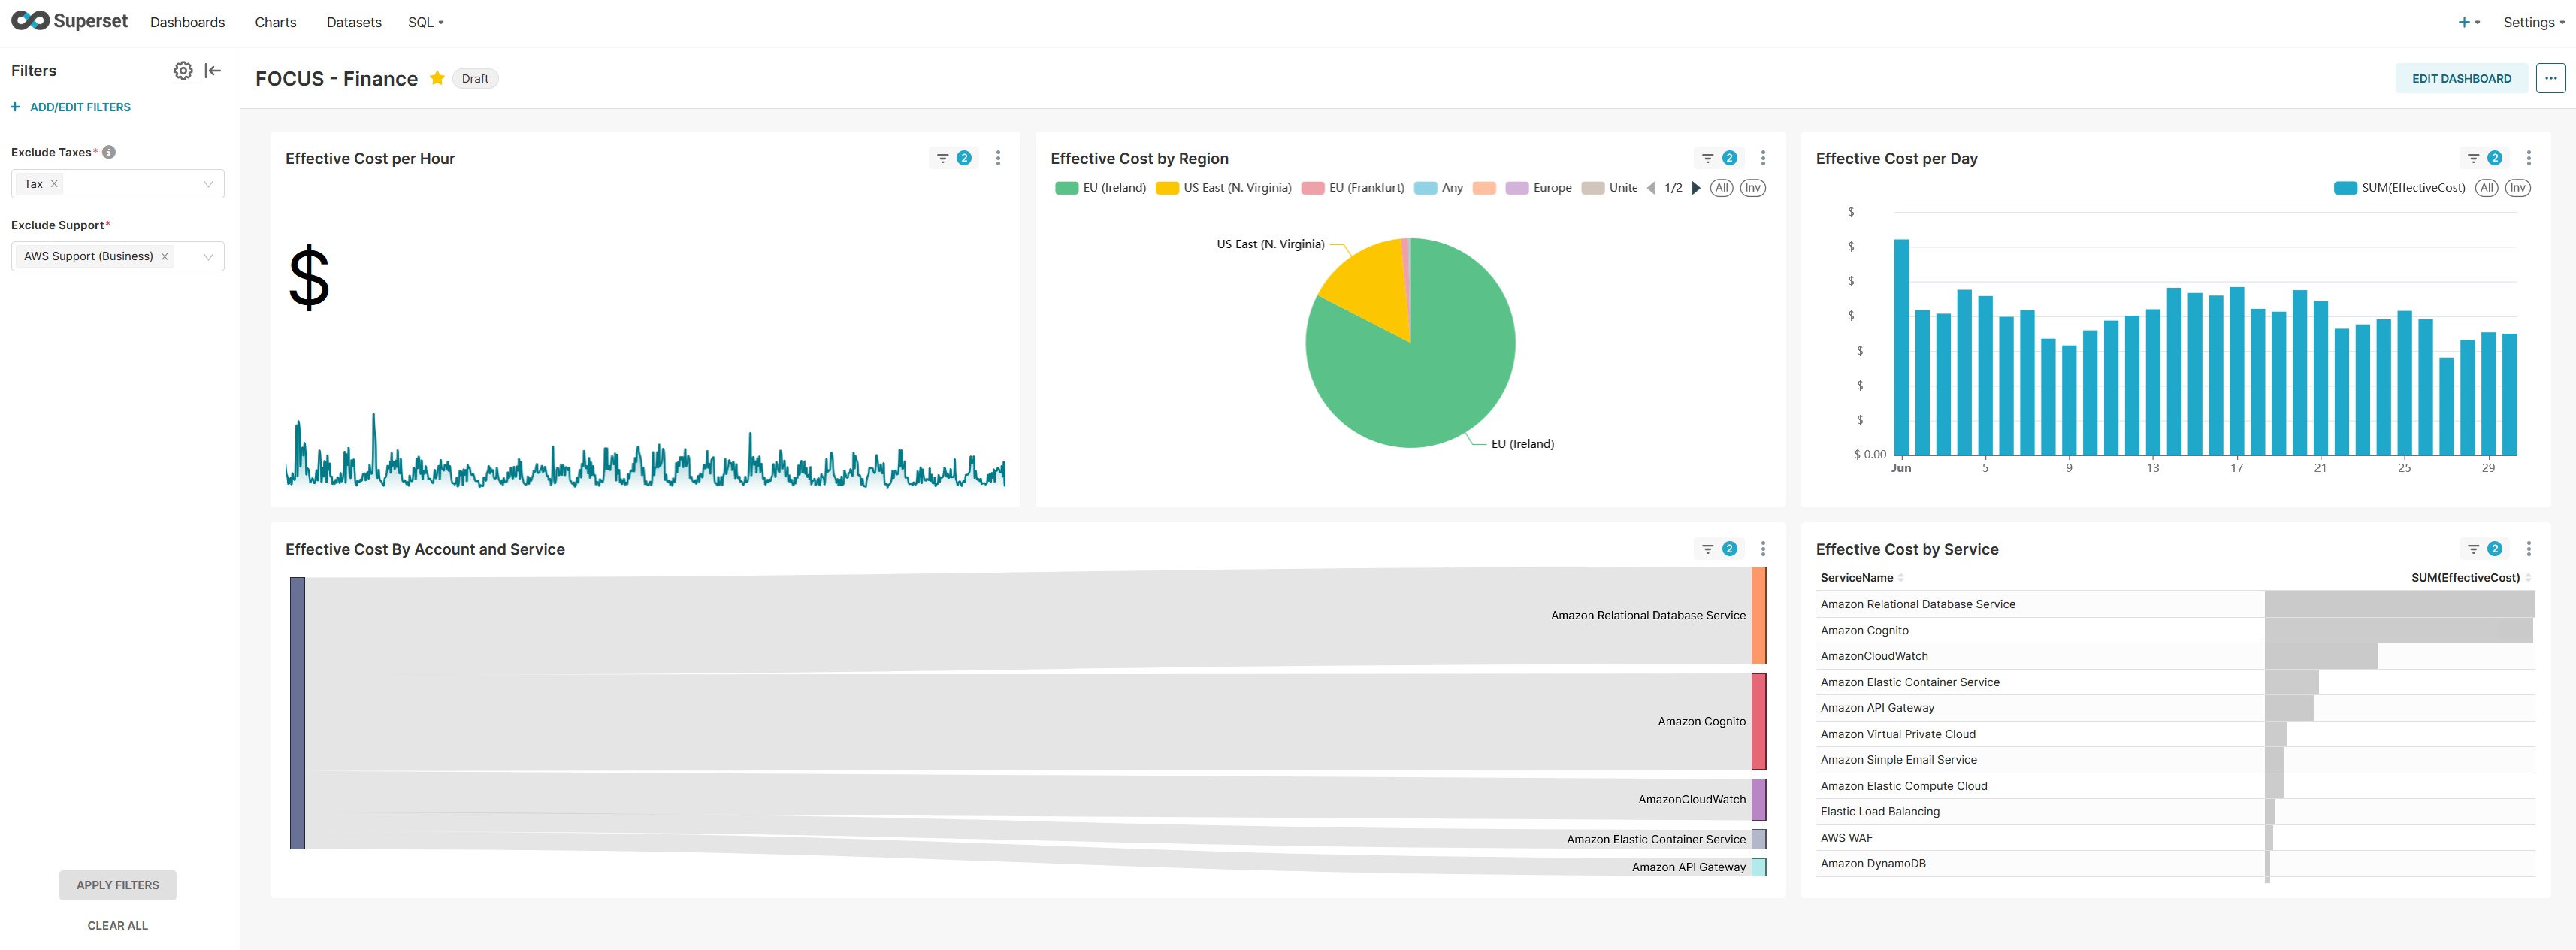 Superset Dashboards Charts Datasets SQL + Settings
Filters
+ ADD/EDIT FILTERS
Exclude Taxes*
Tax ×
Exclude Support*
AWS Support (Business) ×
APPLY FILTERS
CLEAR ALL
FOCUS - Finance Draft EDIT DASHBOARD ...
Effective Cost per Hour 2
$
Effective Cost by Region 2
EU (Ireland) US East (N. Virginia) EU (Frankfurt) Any Europe Unite 1/2 All Inv
US East (N. Virginia)
EU (Ireland)
Effective Cost per Day 2
SUM(EffectiveCost) All Inv
$
$
$
$
$
$
$
$ 0.00
Jun 5 9 13 17 21 25 29
Effective Cost By Account and Service 2
Amazon Relational Database Service
Amazon Cognito
AmazonCloudWatch
Amazon Elastic Container Service
Amazon API Gateway
Effective Cost by Service 2
ServiceName SUM(EffectiveCost)
Amazon Relational Database Service
Amazon Cognito
AmazonCloudWatch
Amazon Elastic Container Service
Amazon API Gateway
Amazon Virtual Private Cloud
Amazon Simple Email Service
Amazon Elastic Compute Cloud
Elastic Load Balancing
AWS WAF
Amazon DynamoDB